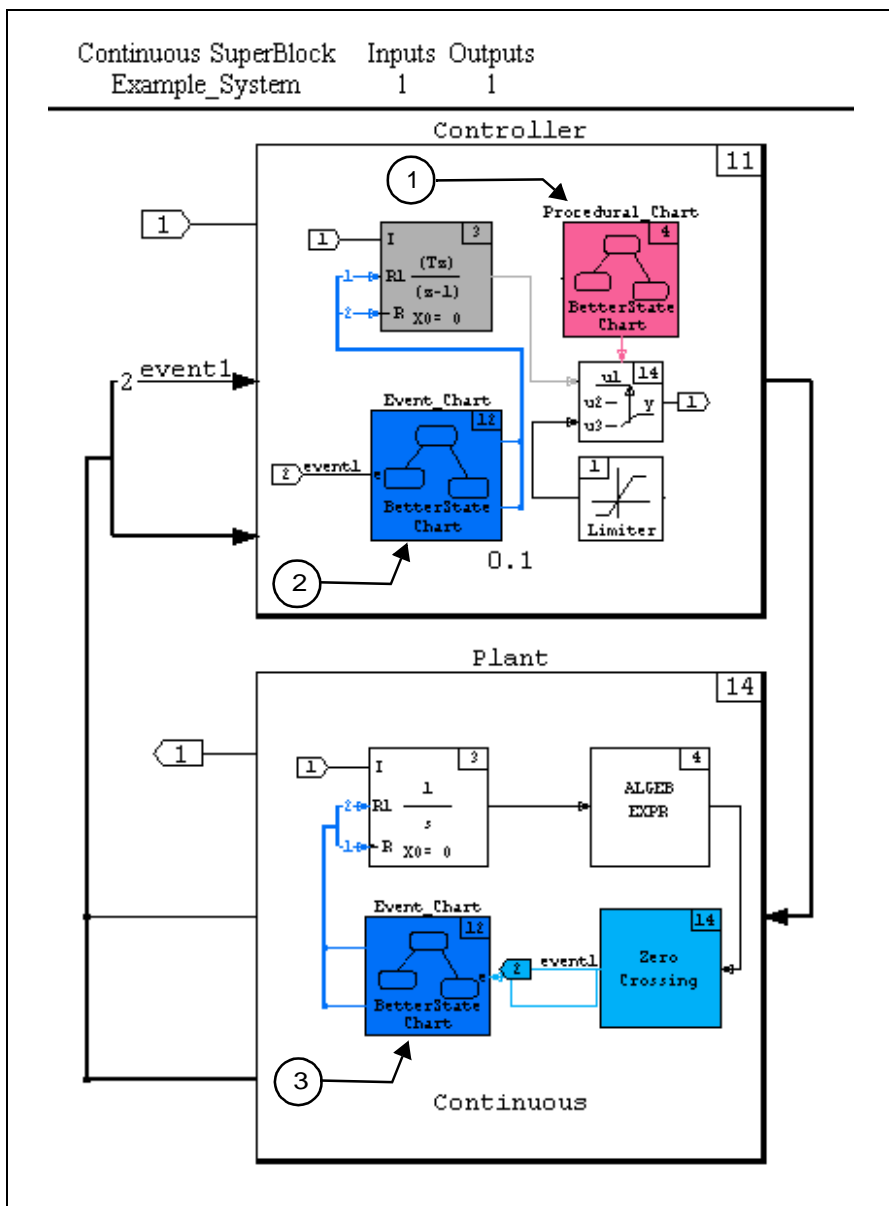 Continuous SuperBlock Inputs Outputs
Example_System 1 1
Controller
11
1
1
Procedural_Chart
4
BetterState
Chart
3
1
I
(Tz)
(z-1)
1 R1
2 R
X0= 0
14
u1
u2
u3
y
1
2 event1
Event_Chart
12
2 event1 e
BetterState
Chart
1
Limiter
0.1
2
Plant
14
1
3
1
I
1
s
2 R1
1 R
X0= 0
4
ALGEB
EXPR
Event_Chart
12
e
BetterState
Chart
2 event1
14
Zero
Crossing
3
Continuous